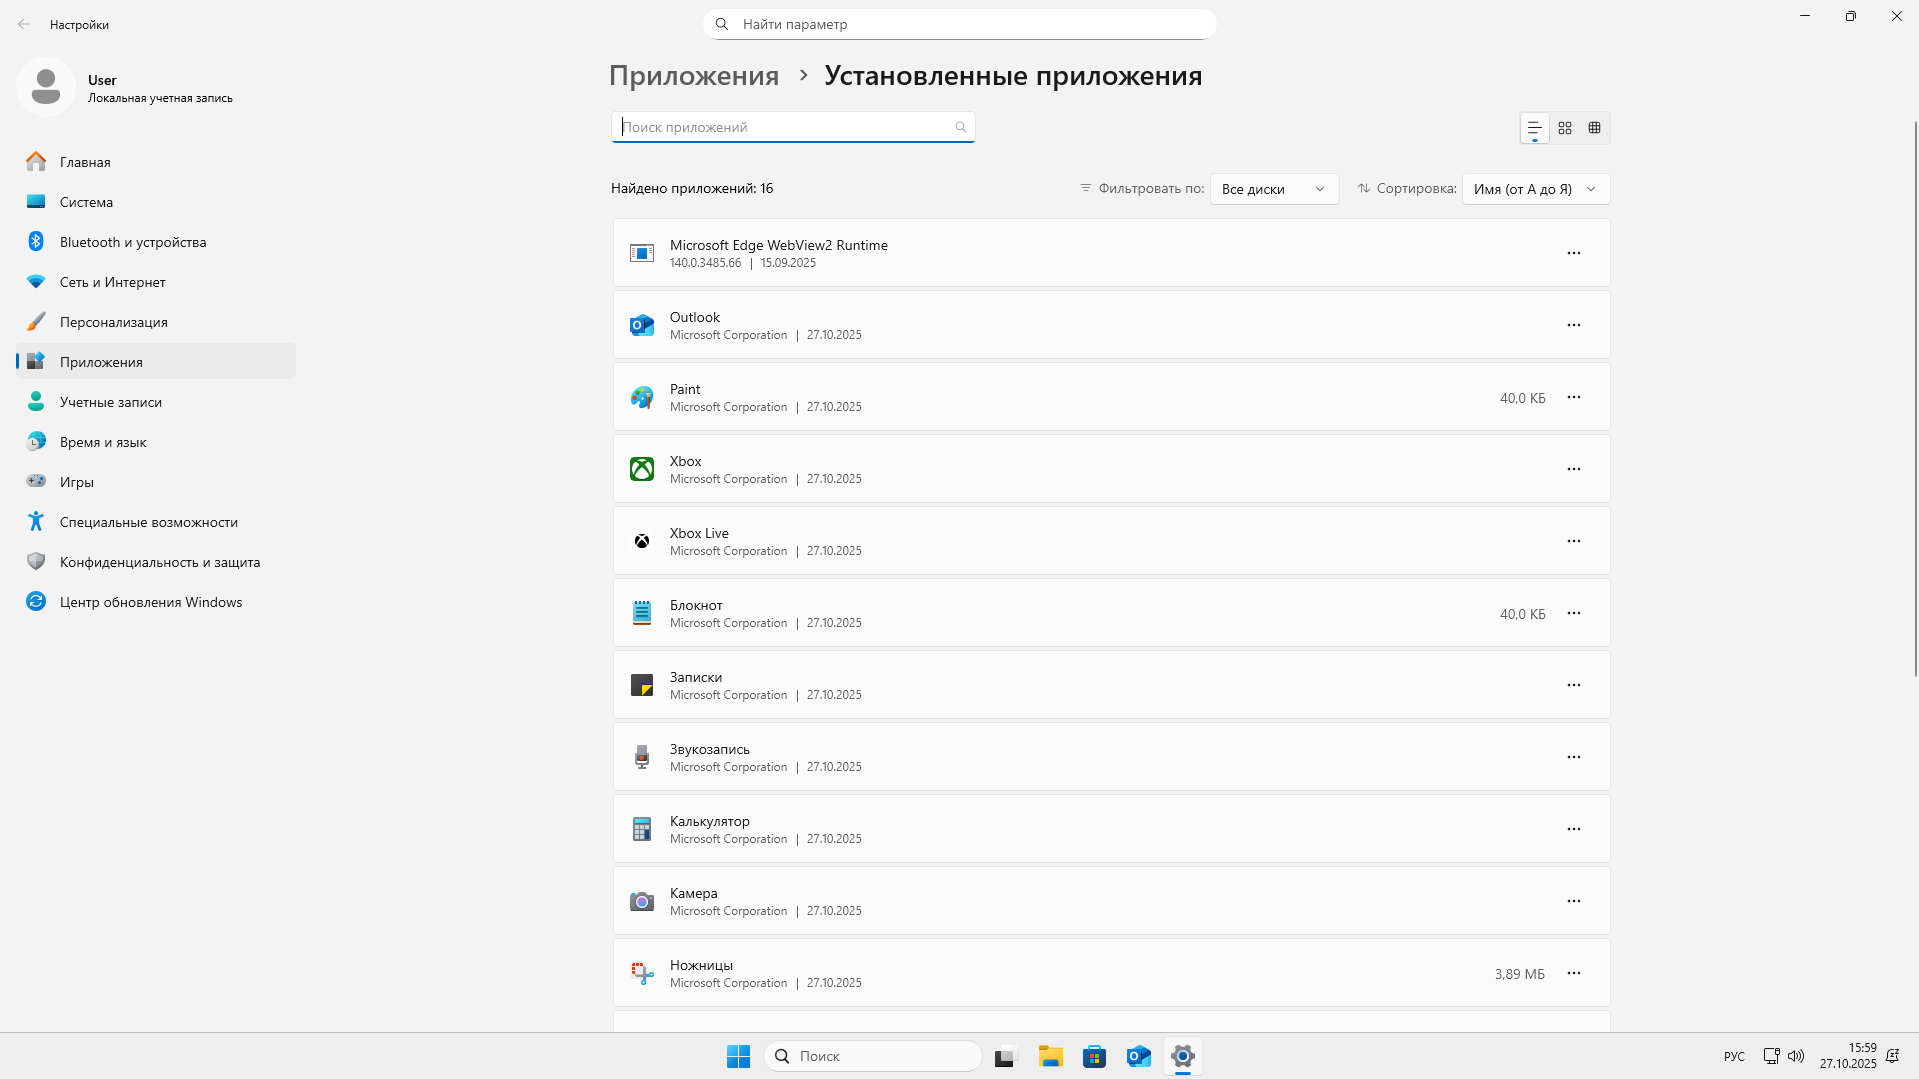 Настройки
Найти параметр
User
Локальная учетная запись
Главная
Система
Bluetooth и устройства
Сеть и Интернет
Персонализация
Приложения
Учетные записи
Время и язык
Игры
Специальные возможности
Конфиденциальность и защита
Центр обновления Windows
Приложения › Установленные приложения
Поиск приложений
Найдено приложений: 16
Фильтровать по: Все диски
Сортировка: Имя (от А до Я)
Microsoft Edge WebView2 Runtime
140.0.3485.66 | 15.09.2025
Outlook
Microsoft Corporation | 27.10.2025
Paint
Microsoft Corporation | 27.10.2025
40,0 КБ
Xbox
Microsoft Corporation | 27.10.2025
Xbox Live
Microsoft Corporation | 27.10.2025
Блокнот
Microsoft Corporation | 27.10.2025
40,0 КБ
Записки
Microsoft Corporation | 27.10.2025
Звукозапись
Microsoft Corporation | 27.10.2025
Калькулятор
Microsoft Corporation | 27.10.2025
Камера
Microsoft Corporation | 27.10.2025
Ножницы
Microsoft Corporation | 27.10.2025
3,89 МБ
Поиск
РУС
15:59
27.10.2025